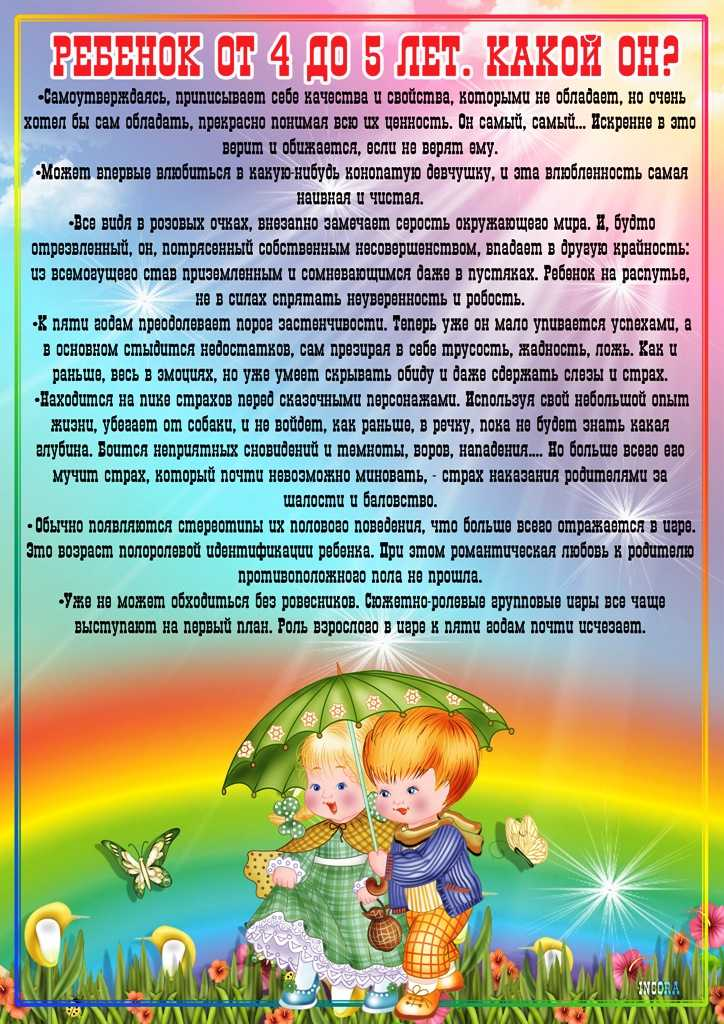 РЕБЕНОК ОТ 4 ДО 5 ЛЕТ. КАКОЙ ОН?
•Самоутверждаясь, приписывает себе качества и свойства, которыми не обладает, но очень
хотел бы сам обладать, прекрасно понимая всю их ценность. Он самый, самый... Искренне в это
верит и обижается, если не верят ему.
•Может впервые влюбиться в какую-нибудь конопатую девчушку, и эта влюбленность самая
наивная и чистая.
•Все видя в розовых очках, внезапно замечает серость окружающего мира. И, будто
отрезвленный, он, потрясенный собственным несовершенством, впадает в другую крайность:
из всемогущего став приземленным и сомневающимся даже в пустяках. Ребенок на распутье,
не в силах спрятать неуверенность и робость.
•К пяти годам преодолевает порог застенчивости. Теперь уже он мало упивается успехами, а
в основном стыдится недостатков, сам презирая в себе трусость, жадность, ложь. Как и
раньше, весь в эмоциях, но уже умеет скрывать обиду и даже сдержать слезы и страх.
•Находится на пике страхов перед сказочными персонажами. Используя свой небольшой опыт
жизни, убегает от собаки, и не войдет, как раньше, в речку, пока не будет знать какая
глубина. Боится неприятных сновидений и темноты, воров, нападения.... Но больше всего его
мучит страх, который почти невозможно миновать, - страх наказания родителями за
шалости и баловство.
•Обычно появляются стереотипы их полового поведения, что больше всего отражается в игре.
Это возраст полоролевой идентификации ребенка. При этом романтическая любовь к родителю
противоположного пола не прошла.
•Уже не может обходиться без ровесников. Сюжетно-ролевые групповые игры все чаще
выступают на первый план. Роль взрослого в игре к пяти годам почти исчезает.
INCORA